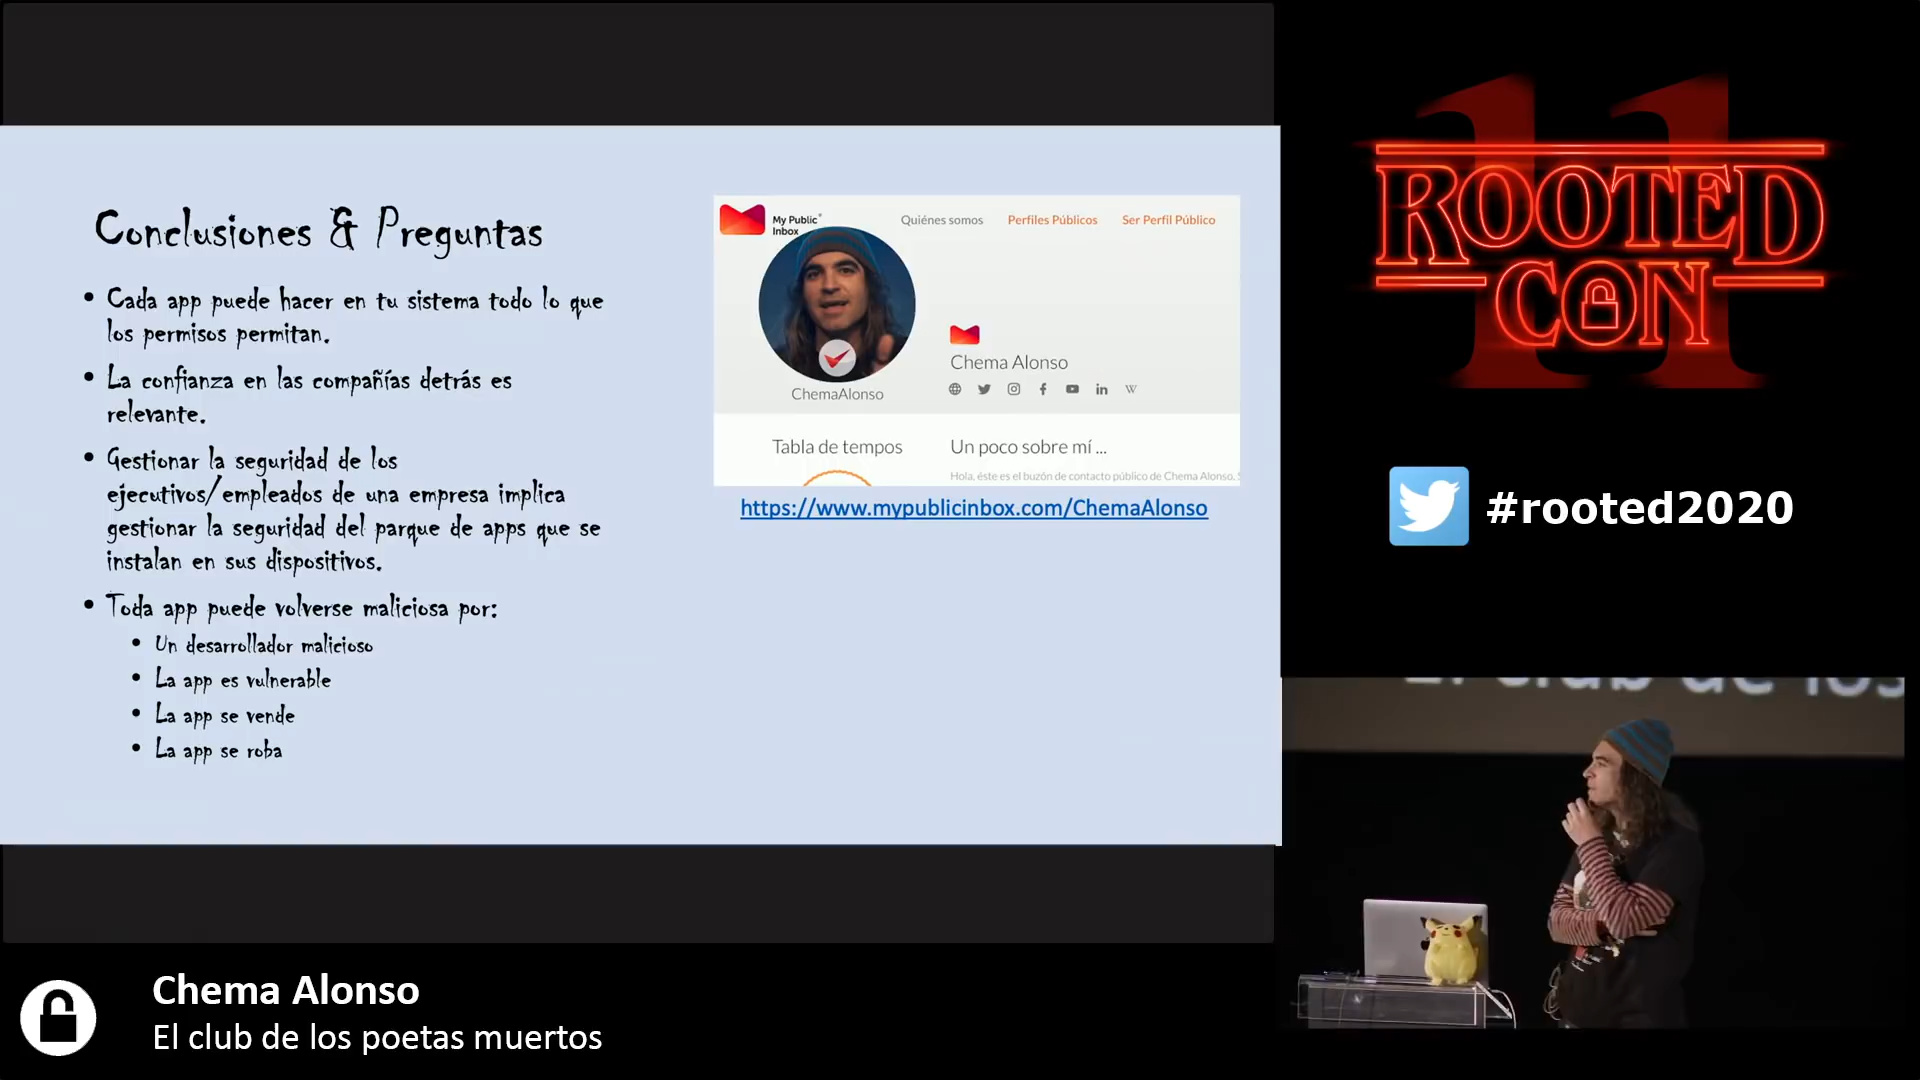 Conclusiones & Preguntas
• Cada app puede hacer en tu sistema todo lo que
los permisos permitan.
• La confianza en las compañías detrás es
relevante.
• Gestionar la seguridad de los
ejecutivos/empleados de una empresa implica
gestionar la seguridad del parque de apps que se
instalan en sus dispositivos.
• Toda app puede volverse maliciosa por:
• Un desarrollador malicioso
• La app es vulnerable
• La app se vende
• La app se roba
My Public
Inbox
Quiénes somos
Perfiles Públicos
Ser Perfil Público
ChemaAlonso
Chema Alonso
Tabla de tempos
Un poco sobre mí ...
Hola, éste es el buzón de contacto público de Chema Alonso.
https://www.mypublicinbox.com/ChemaAlonso
11
ROOTED
CON
#rooted2020
El club de los
Chema Alonso
El club de los poetas muertos